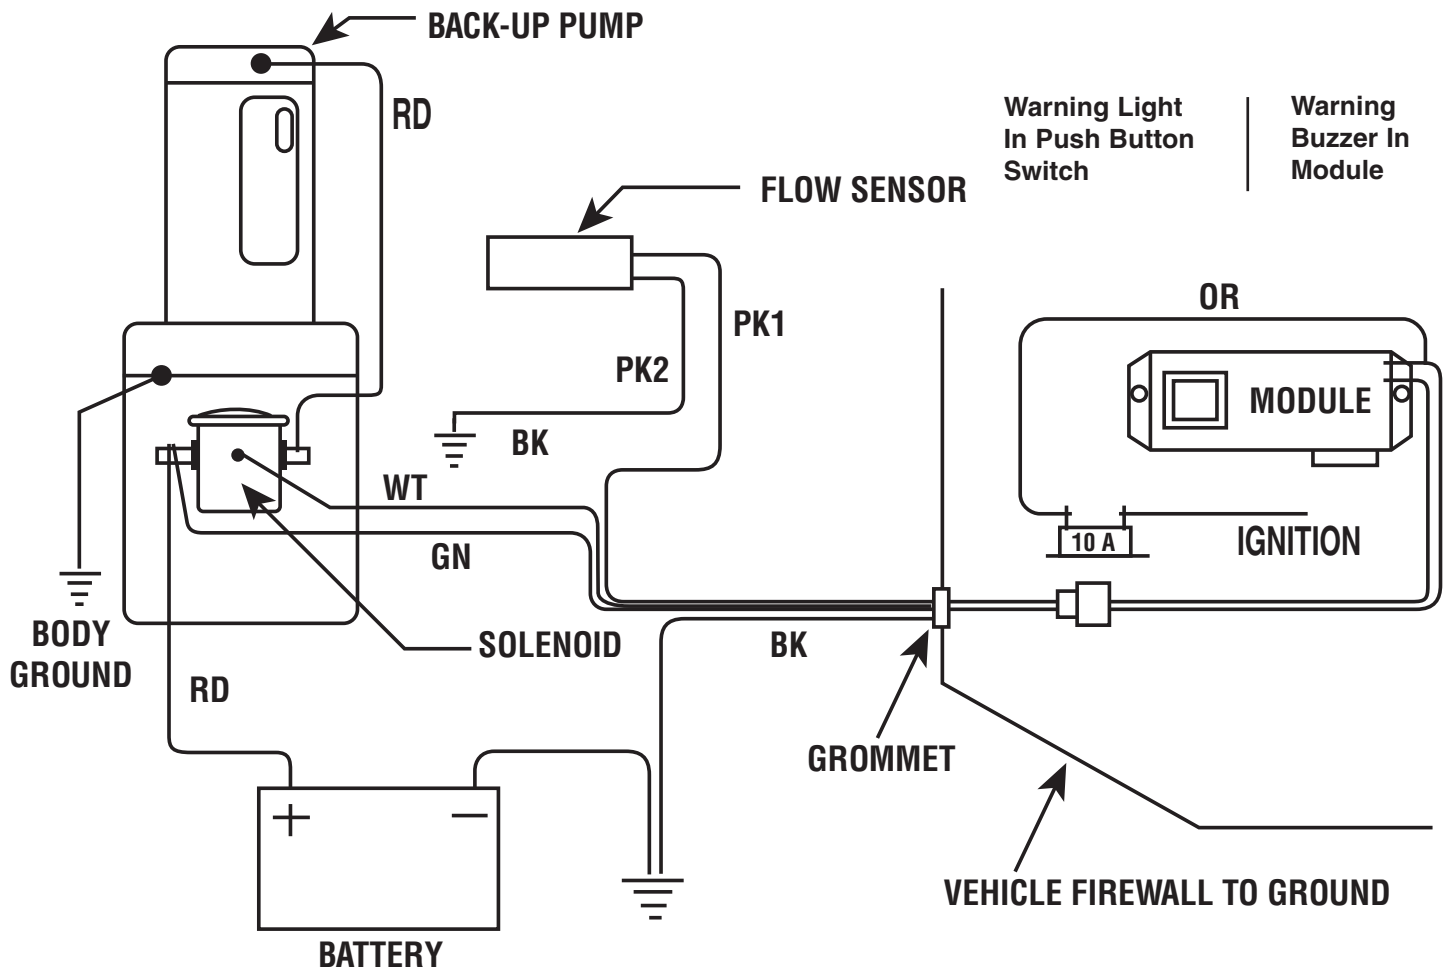 BACK-UP PUMP
RD
Warning Light
In Push Button
Switch
Warning
Buzzer In
Module
FLOW SENSOR
OR
PK1
PK2
MODULE
BK
WT
10 A
IGNITION
GN
BODY
GROUND
SOLENOID
BK
RD
GROMMET
+
–
VEHICLE FIREWALL TO GROUND
BATTERY